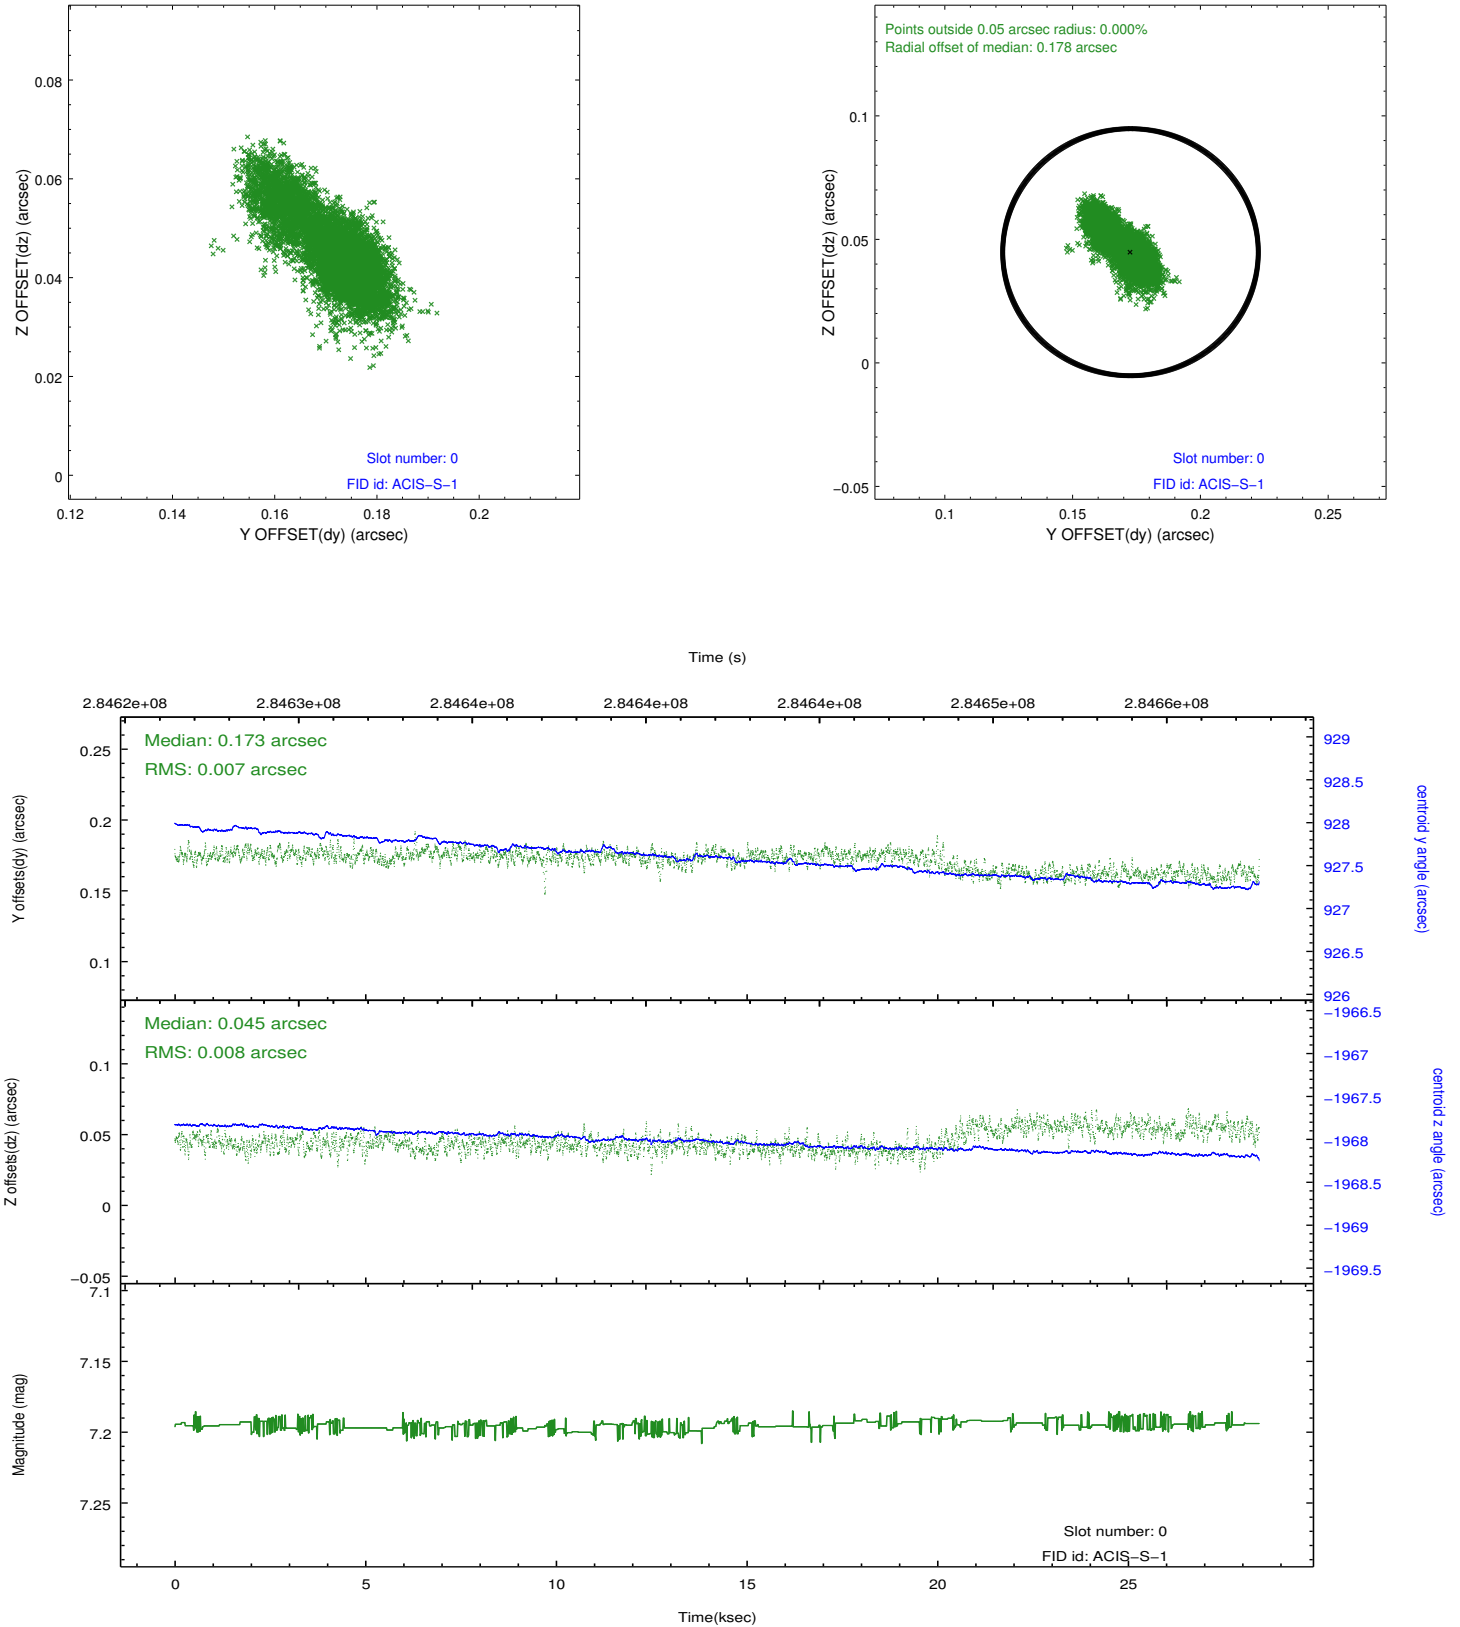 0.08
0.06
0.04
0.02
0
Z OFFSET(dz) (arcsec)
Slot number: 0
FID id: ACIS−S−1
0.12 0.14 0.16 0.18 0.2
Y OFFSET(dy) (arcsec)
Points outside 0.05 arcsec radius: 0.000%
Radial offset of median: 0.178 arcsec
0.1
0.05
0
−0.05
Z OFFSET(dz) (arcsec)
Slot number: 0
FID id: ACIS−S−1
0.1 0.15 0.2 0.25
Y OFFSET(dy) (arcsec)
Time (s)
2.8462e+08 2.8463e+08 2.8464e+08 2.8464e+08 2.8464e+08 2.8465e+08 2.8466e+08
Median: 0.173 arcsec
RMS: 0.007 arcsec
0.25
0.2
0.15
0.1
Y offsets(dy) (arcsec)
929
928.5
928
927.5
927
926.5
926
centroid y angle (arcsec)
Median: 0.045 arcsec
RMS: 0.008 arcsec
0.1
0.05
0
−0.05
Z offsets(dz) (arcsec)
−1966.5
−1967
−1967.5
−1968
−1968.5
−1969
−1969.5
centroid z angle (arcsec)
7.1
7.15
7.2
7.25
Magnitude (mag)
Slot number: 0
FID id: ACIS−S−1
0 5 10 15 20 25
Time(ksec)